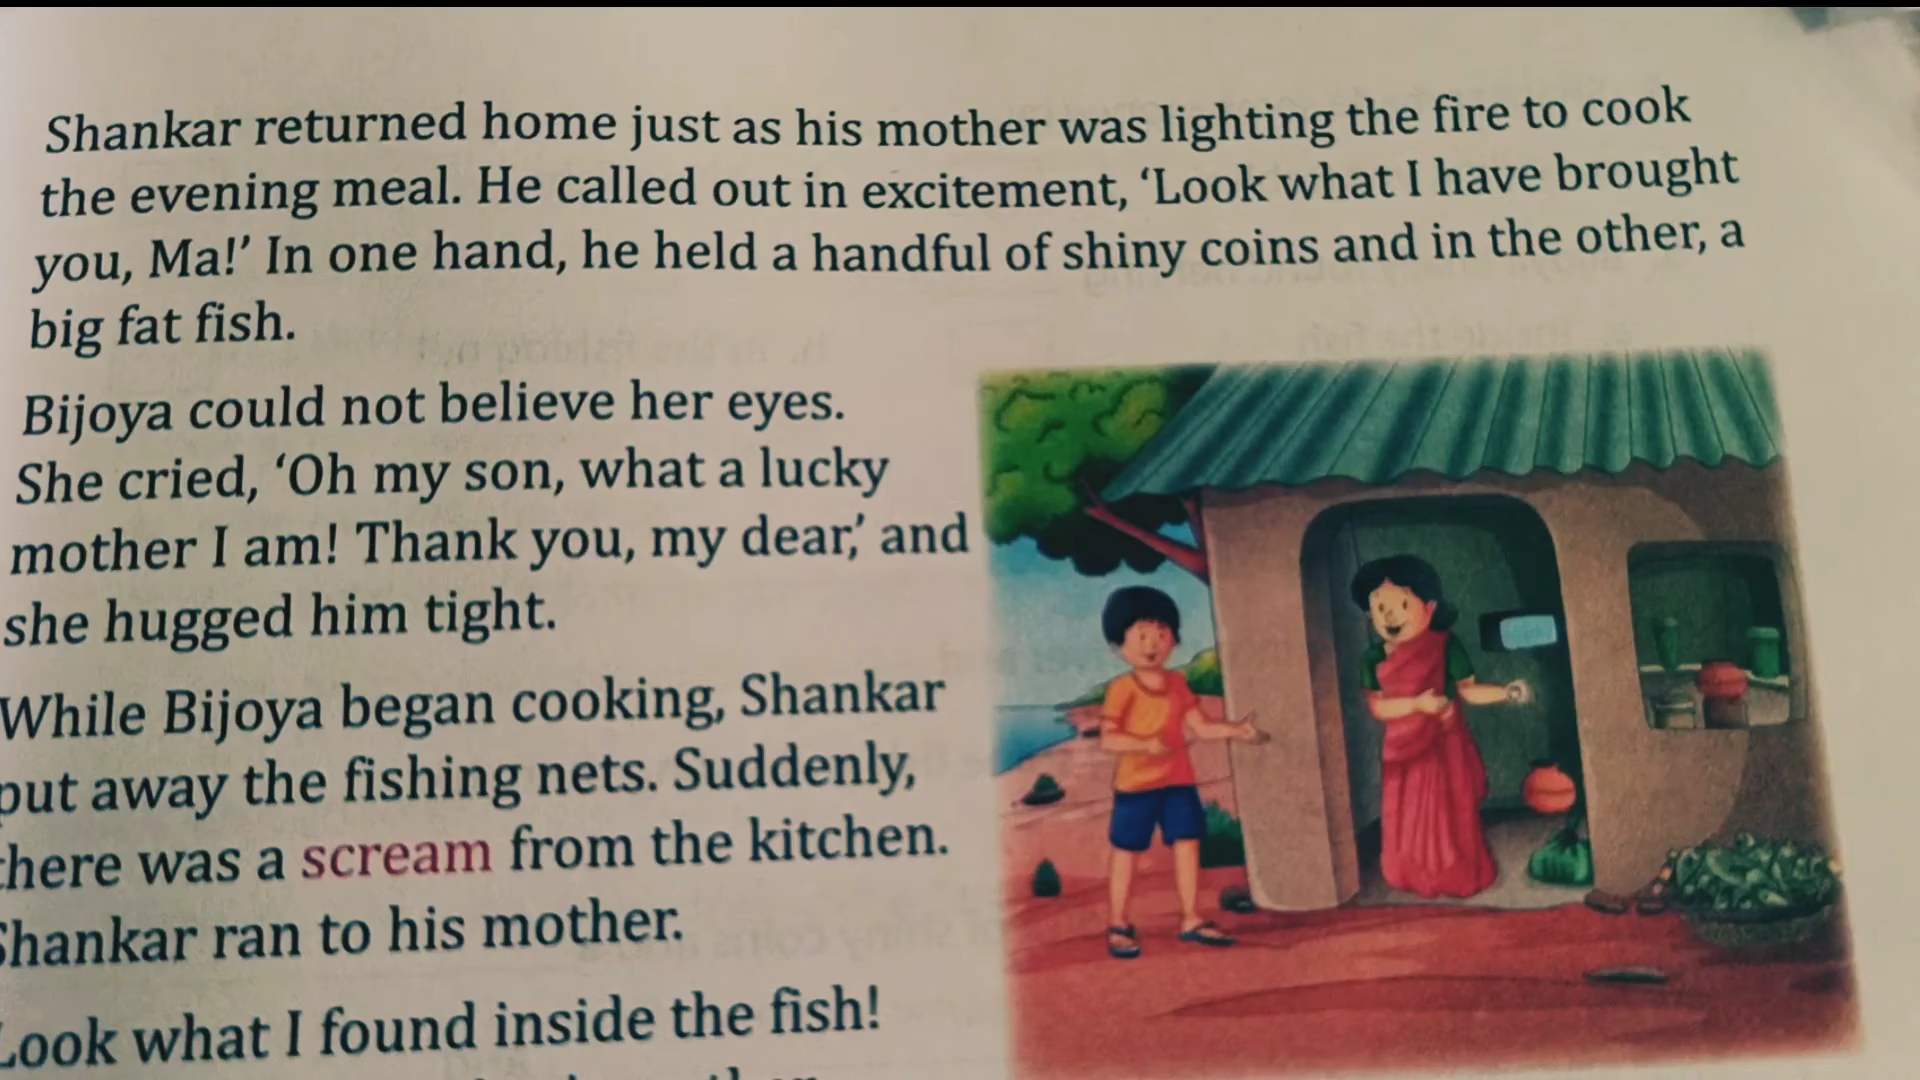 Shankar returned home just as his mother was lighting the fire to cook
the evening meal. He called out in excitement, ‘Look what I have brought
you, Ma!’ In one hand, he held a handful of shiny coins and in the other, a
big fat fish.
Bijoya could not believe her eyes.
She cried, ‘Oh my son, what a lucky
mother I am! Thank you, my dear,’ and
she hugged him tight.
While Bijoya began cooking, Shankar
put away the fishing nets. Suddenly,
there was a scream from the kitchen.
Shankar ran to his mother.
Look what I found inside the fish!